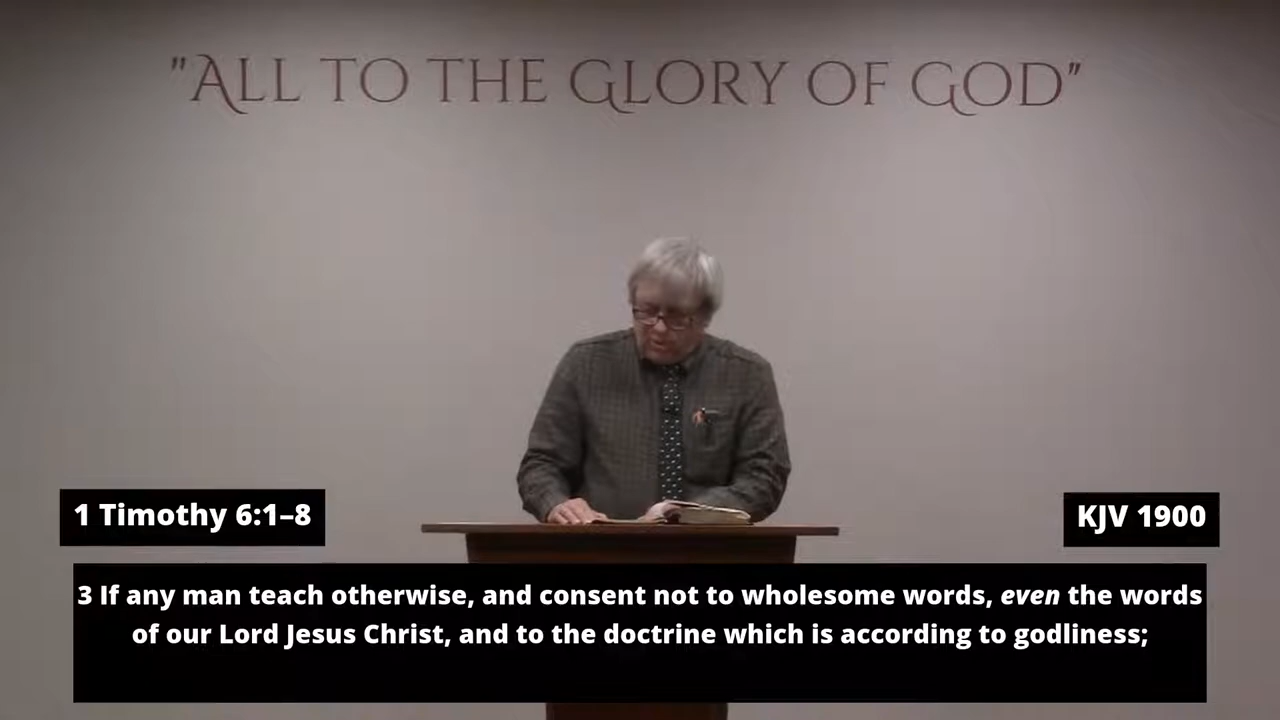 "ALL TO THE GLORY OF GOD"
1 Timothy 6:1–8
KJV 1900
3 If any man teach otherwise, and consent not to wholesome words, even the words
of our Lord Jesus Christ, and to the doctrine which is according to godliness;